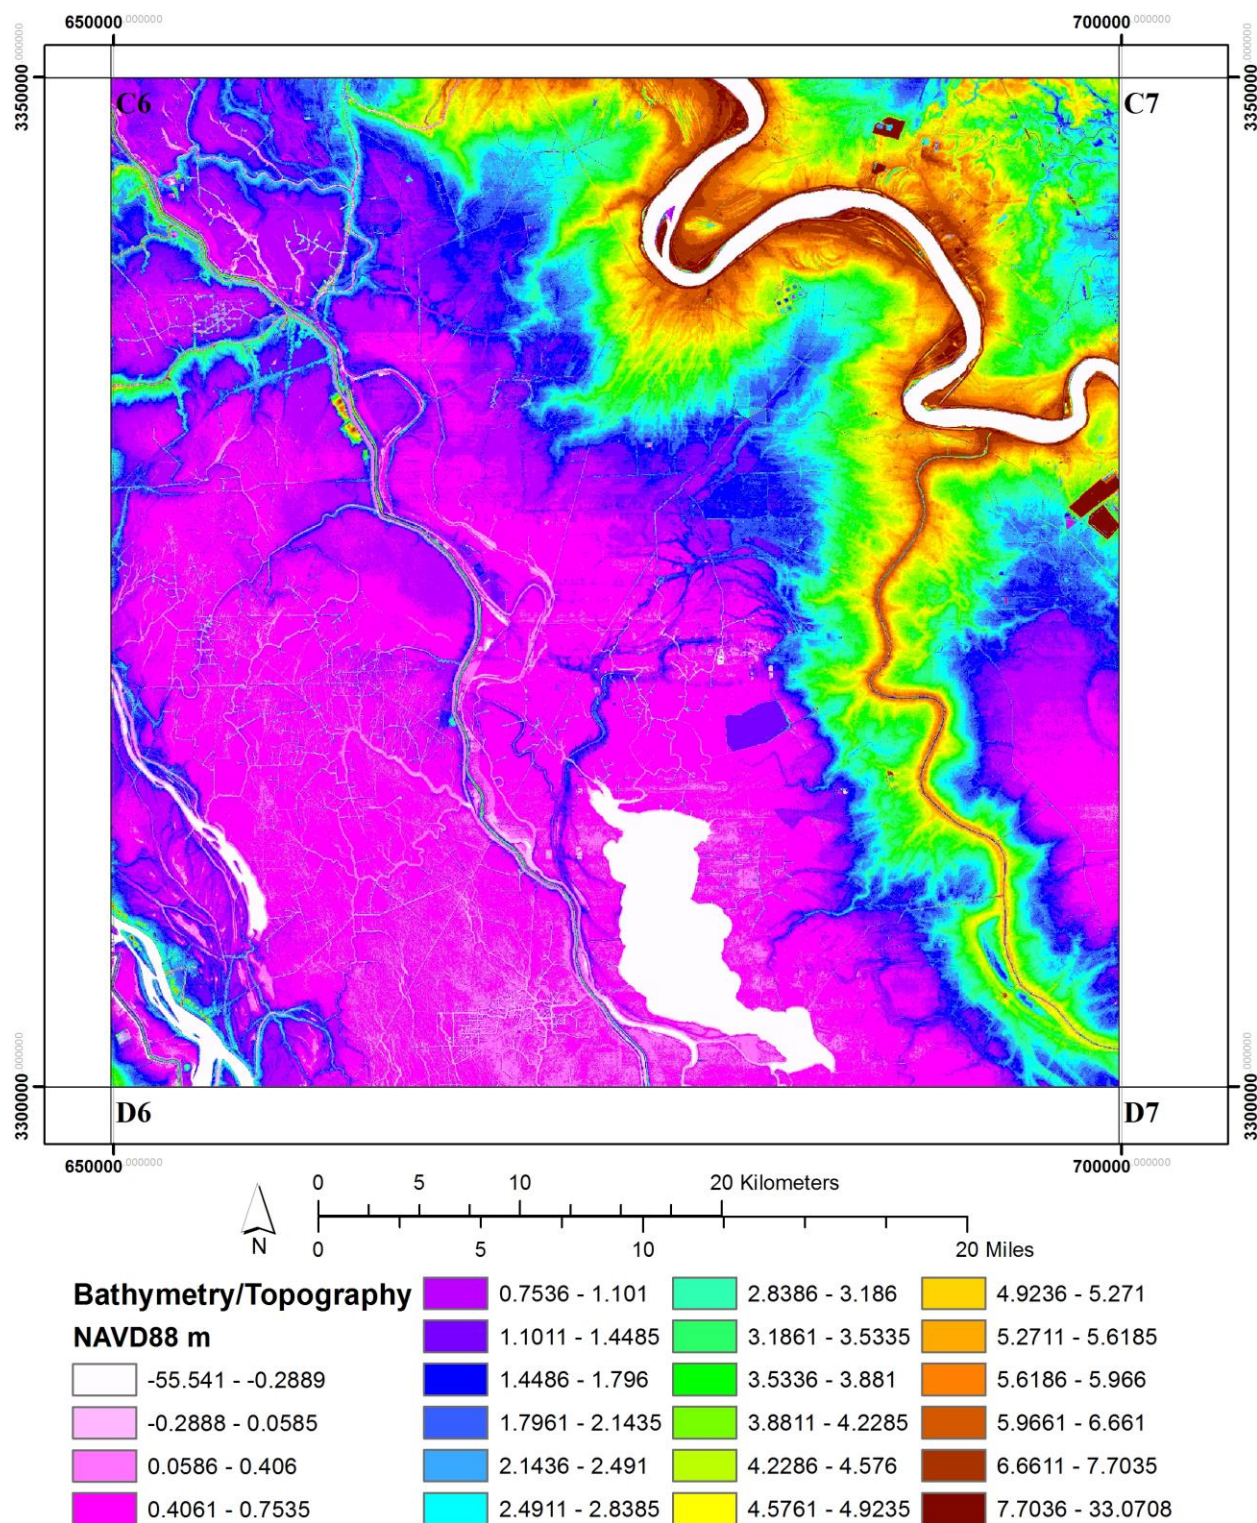 650000.000000 700000.000000
3350000.000000 3350000.000000
C6 C7
3300000.000000 3300000.000000
D6 D7
650000.000000 700000.000000
0 5 10 20 Kilometers
N
0 5 10 20 Miles
Bathymetry/Topography
NAVD88 m
-55.541 - -0.2889
-0.2888 - 0.0585
0.0586 - 0.406
0.4061 - 0.7535
0.7536 - 1.101
1.1011 - 1.4485
1.4486 - 1.796
1.7961 - 2.1435
2.1436 - 2.491
2.4911 - 2.8385
2.8386 - 3.186
3.1861 - 3.5335
3.5336 - 3.881
3.8811 - 4.2285
4.2286 - 4.576
4.5761 - 4.9235
4.9236 - 5.271
5.2711 - 5.6185
5.6186 - 5.966
5.9661 - 6.661
6.6611 - 7.7035
7.7036 - 33.0708